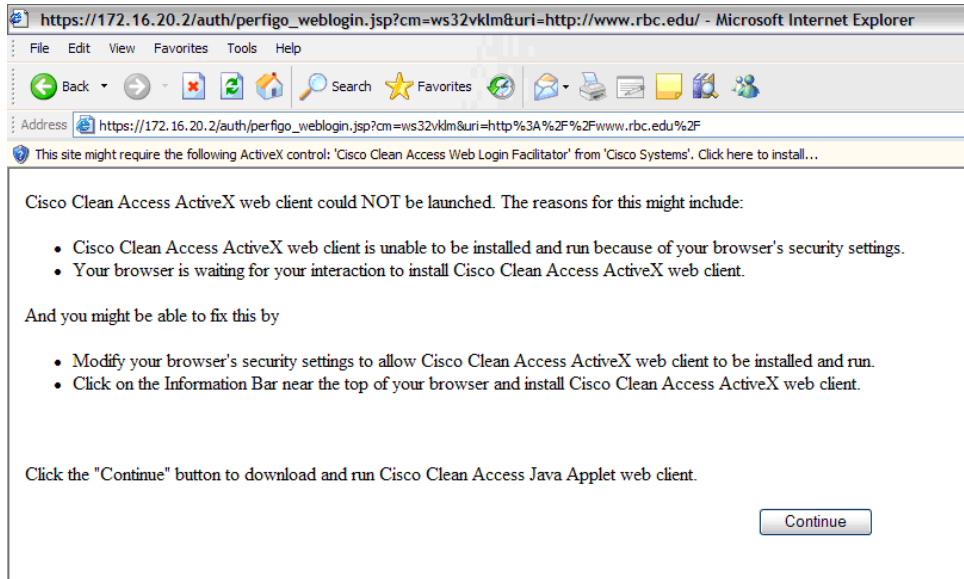 https://172.16.20.2/auth/perfigo_weblogin.jsp?cm=ws32vklm&uri=http://www.rbc.edu/ - Microsoft Internet Explorer
File Edit View Favorites Tools Help
Back Search Favorites
Address https://172.16.20.2/auth/perfigo_weblogin.jsp?cm=ws32vklm&uri=http%3A%2F%2Fwww.rbc.edu%2F
This site might require the following ActiveX control: 'Cisco Clean Access Web Login Facilitator' from 'Cisco Systems'. Click here to install...
Cisco Clean Access ActiveX web client could NOT be launched. The reasons for this might include:
• Cisco Clean Access ActiveX web client is unable to be installed and run because of your browser's security settings.
• Your browser is waiting for your interaction to install Cisco Clean Access ActiveX web client.
And you might be able to fix this by
• Modify your browser's security settings to allow Cisco Clean Access ActiveX web client to be installed and run.
• Click on the Information Bar near the top of your browser and install Cisco Clean Access ActiveX web client.
Click the "Continue" button to download and run Cisco Clean Access Java Applet web client.
Continue